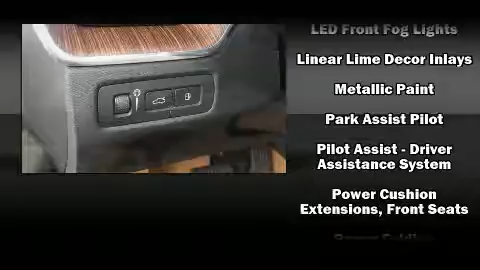 LED Front Fog Lights
Linear Lime Decor Inlays
Metallic Paint
Park Assist Pilot
Pilot Assist - Driver
Assistance System
Power Cushion
Extensions, Front Seats